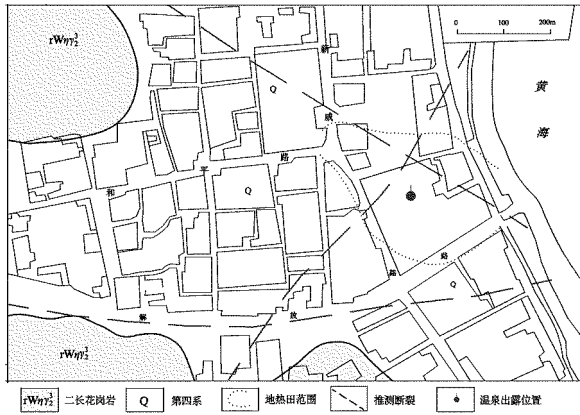 0 100 200m
rWηγ₂³
新
Q
威
黄
海
路
平
和
Q
路
路
Q
解
放
rWηγ₂³
rWηγ₂³
rWηγ₂³ 二长花岗岩 Q 第四系 地热田范围 推测断裂 温泉出露位置